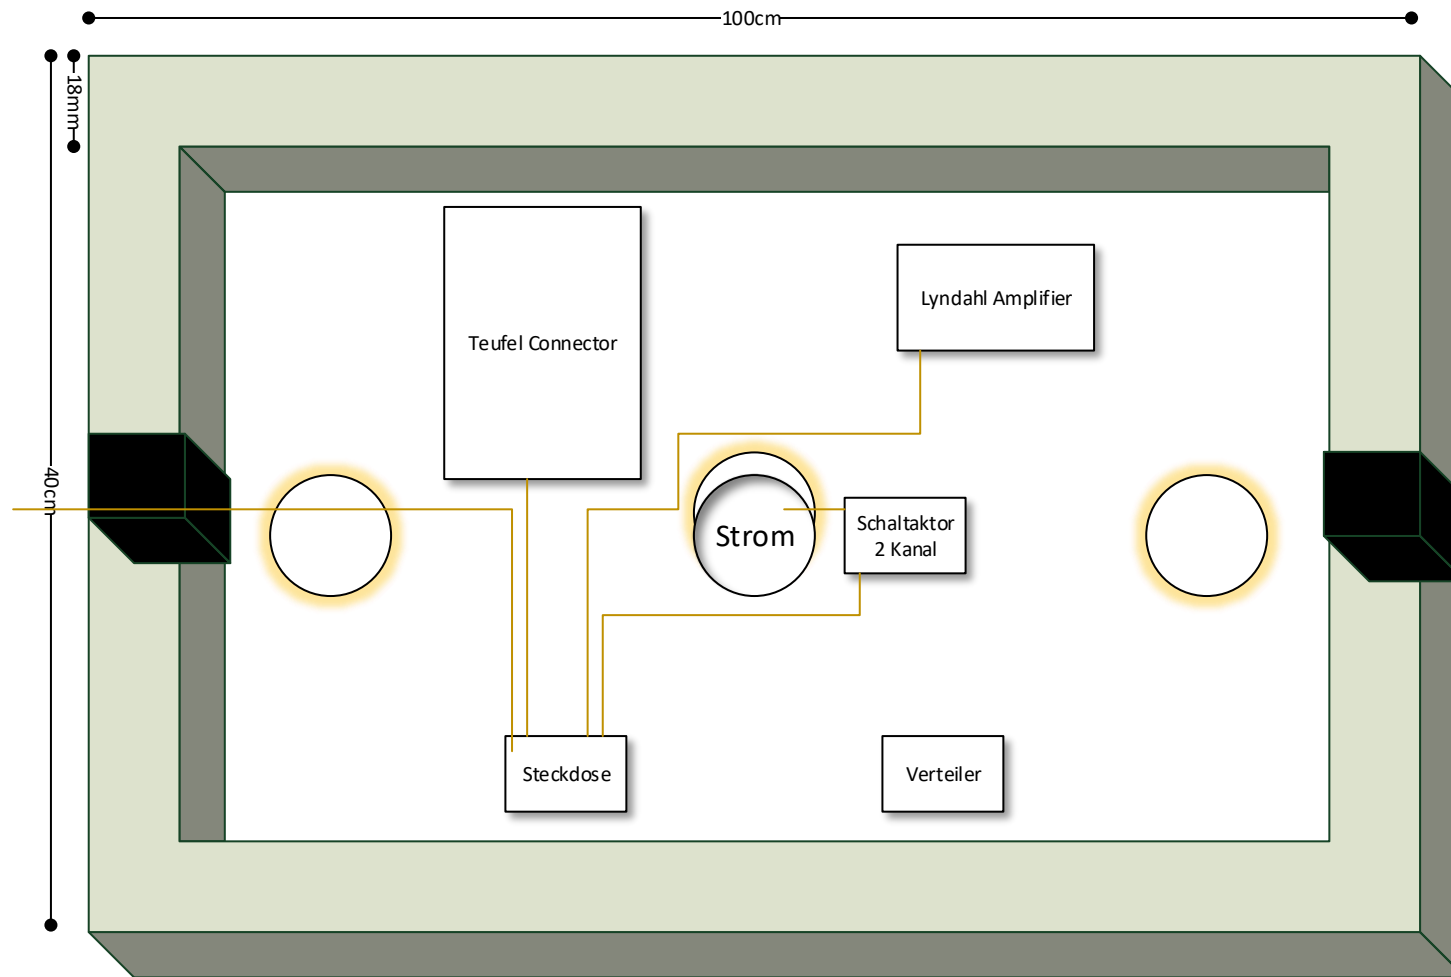 100cm
18mm
40cm
Teufel Connector
Lyndahl Amplifier
Strom
Schaltaktor
2 Kanal
Steckdose
Verteiler